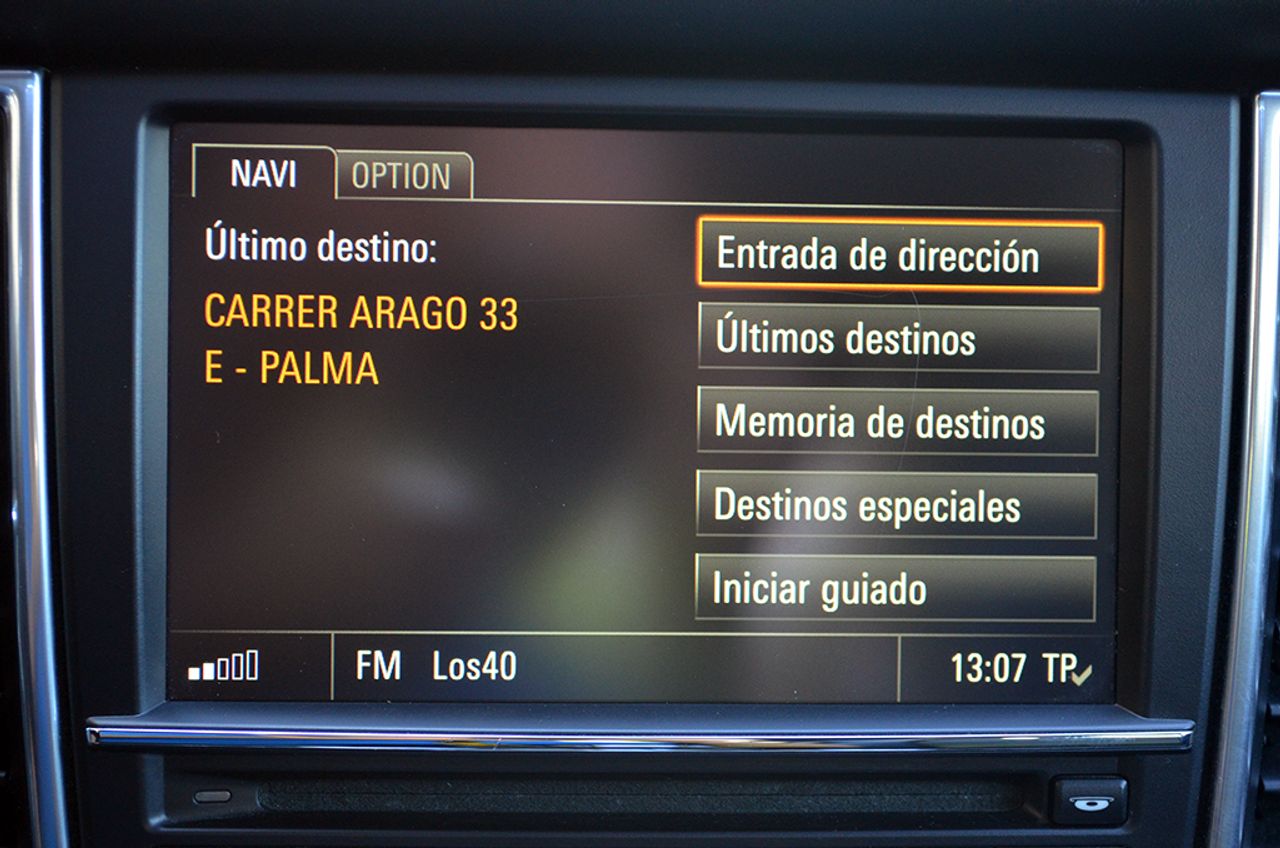 NAVI
OPTION
Último destino:
CARRER ARAGO 33
E - PALMA
Entrada de dirección
Últimos destinos
Memoria de destinos
Destinos especiales
Iniciar guiado
FM Los40
13:07 TP